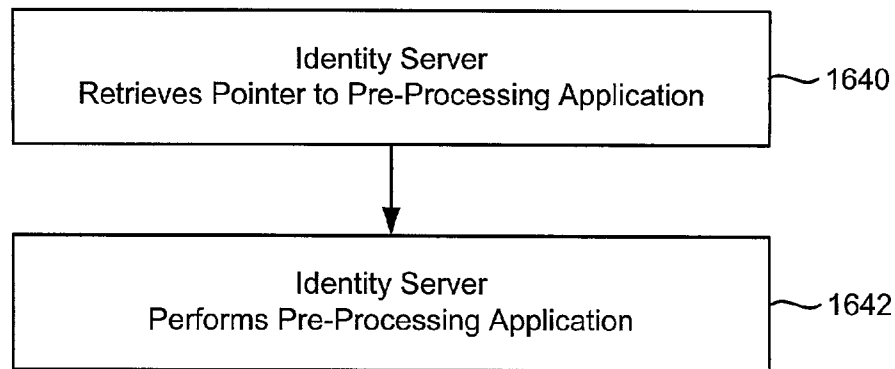 Identity Server
Retrieves Pointer to Pre-Processing Application
1640
Identity Server
Performs Pre-Processing Application
1642